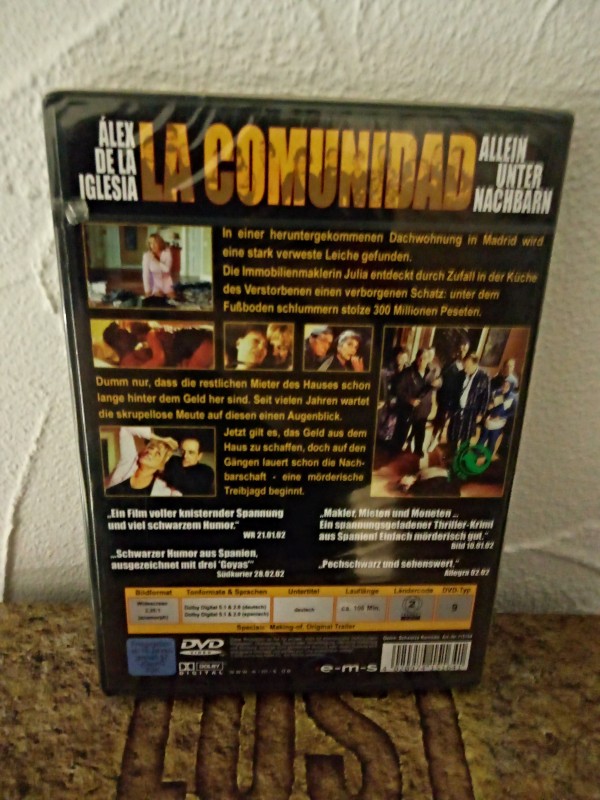 ÁLEX
DE LA
IGLESIA
LA COMUNIDAD
ALLEIN
UNTER
NACHBARN
In einer heruntergekommenen Dachwohnung in Madrid wird
eine stark verweste Leiche gefunden.
Die Immobilienmaklerin Julia entdeckt durch Zufall in der Küche
des Verstorbenen einen verborgenen Schatz: unter dem
Fußboden schlummern stolze 300 Millionen Peseten.
Dumm nur, dass die restlichen Mieter des Hauses schon
lange hinter dem Geld her sind. Seit vielen Jahren wartet
die skrupellose Meute auf diesen einen Augenblick.
Jetzt gilt es, das Geld aus dem
Haus zu schaffen, doch auf den
Gängen lauert schon die Nach-
barschaft - eine mörderische
Treibjagd beginnt.
„Ein Film voller knisternder Spannung
und viel schwarzem Humor."
WR 21.01.02
„Schwarzer Humor aus Spanien,
ausgezeichnet mit drei 'Goyas'"
Südkurier 28.02.02
„Makler, Mieten und Moneten ...
Ein spannungsgeladener Thriller-Krimi
aus Spanien! Einfach mörderisch gut."
Bild 10.01.02
„Pechschwarz und sehenswert."
Allegra 02.02
Bildformat Tonformate & Sprachen Untertitel Laufzeit Ländercode DVD-Typ
Widescreen
Dolby Digital 5.1 & 2.0 (deutsch)
Dolby Digital 5.1 & 2.0 (spanisch)
deutsch
2
9
Specials: Making-of, Original Trailer
DVD
VIDEO
DOLBY
DIGITAL
www.e-m-s.de
e-m-s
LOST